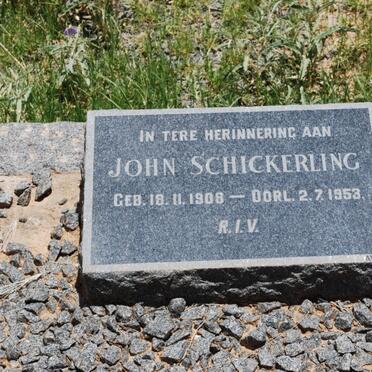 IN TERE HERINNERING AAN
JOHN SCHICKERLING
GEB. 18. 11. 1908 — OORL. 2. 7. 1953.
R.I.V.